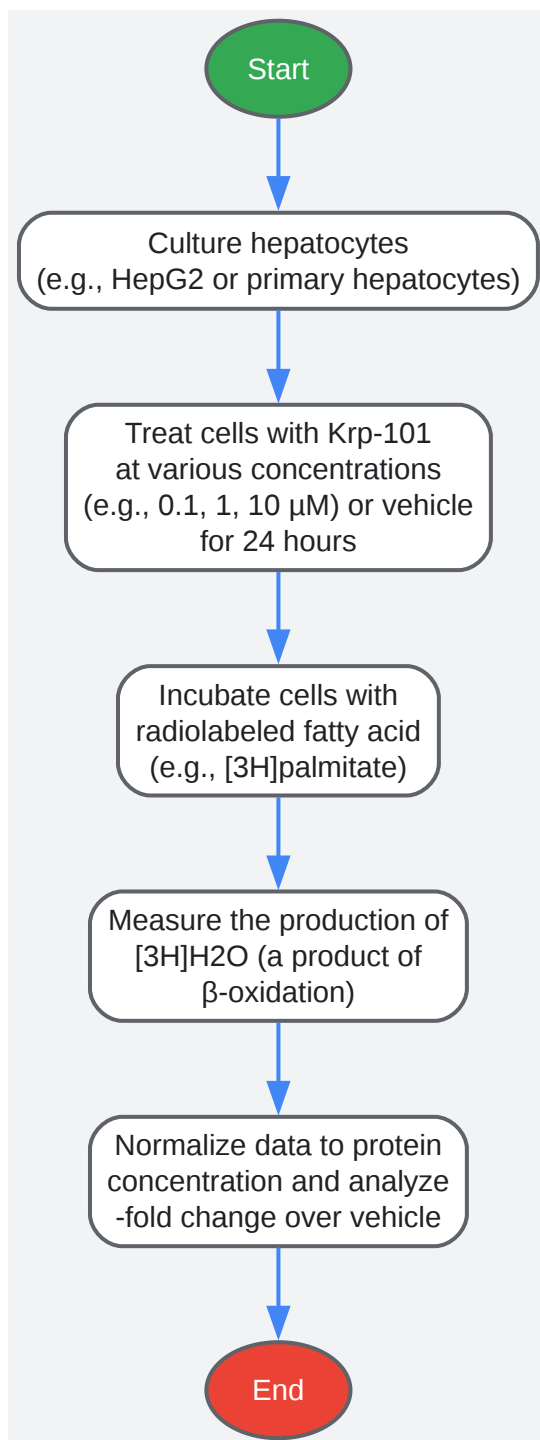 Start
Culture hepatocytes
(e.g., HepG2 or primary hepatocytes)
Treat cells with Krp-101
at various concentrations
(e.g., 0.1, 1, 10 µM) or vehicle
for 24 hours
Incubate cells with
radiolabeled fatty acid
(e.g., [3H]palmitate)
Measure the production of
[3H]H2O (a product of
β-oxidation)
Normalize data to protein
concentration and analyze
-fold change over vehicle
End